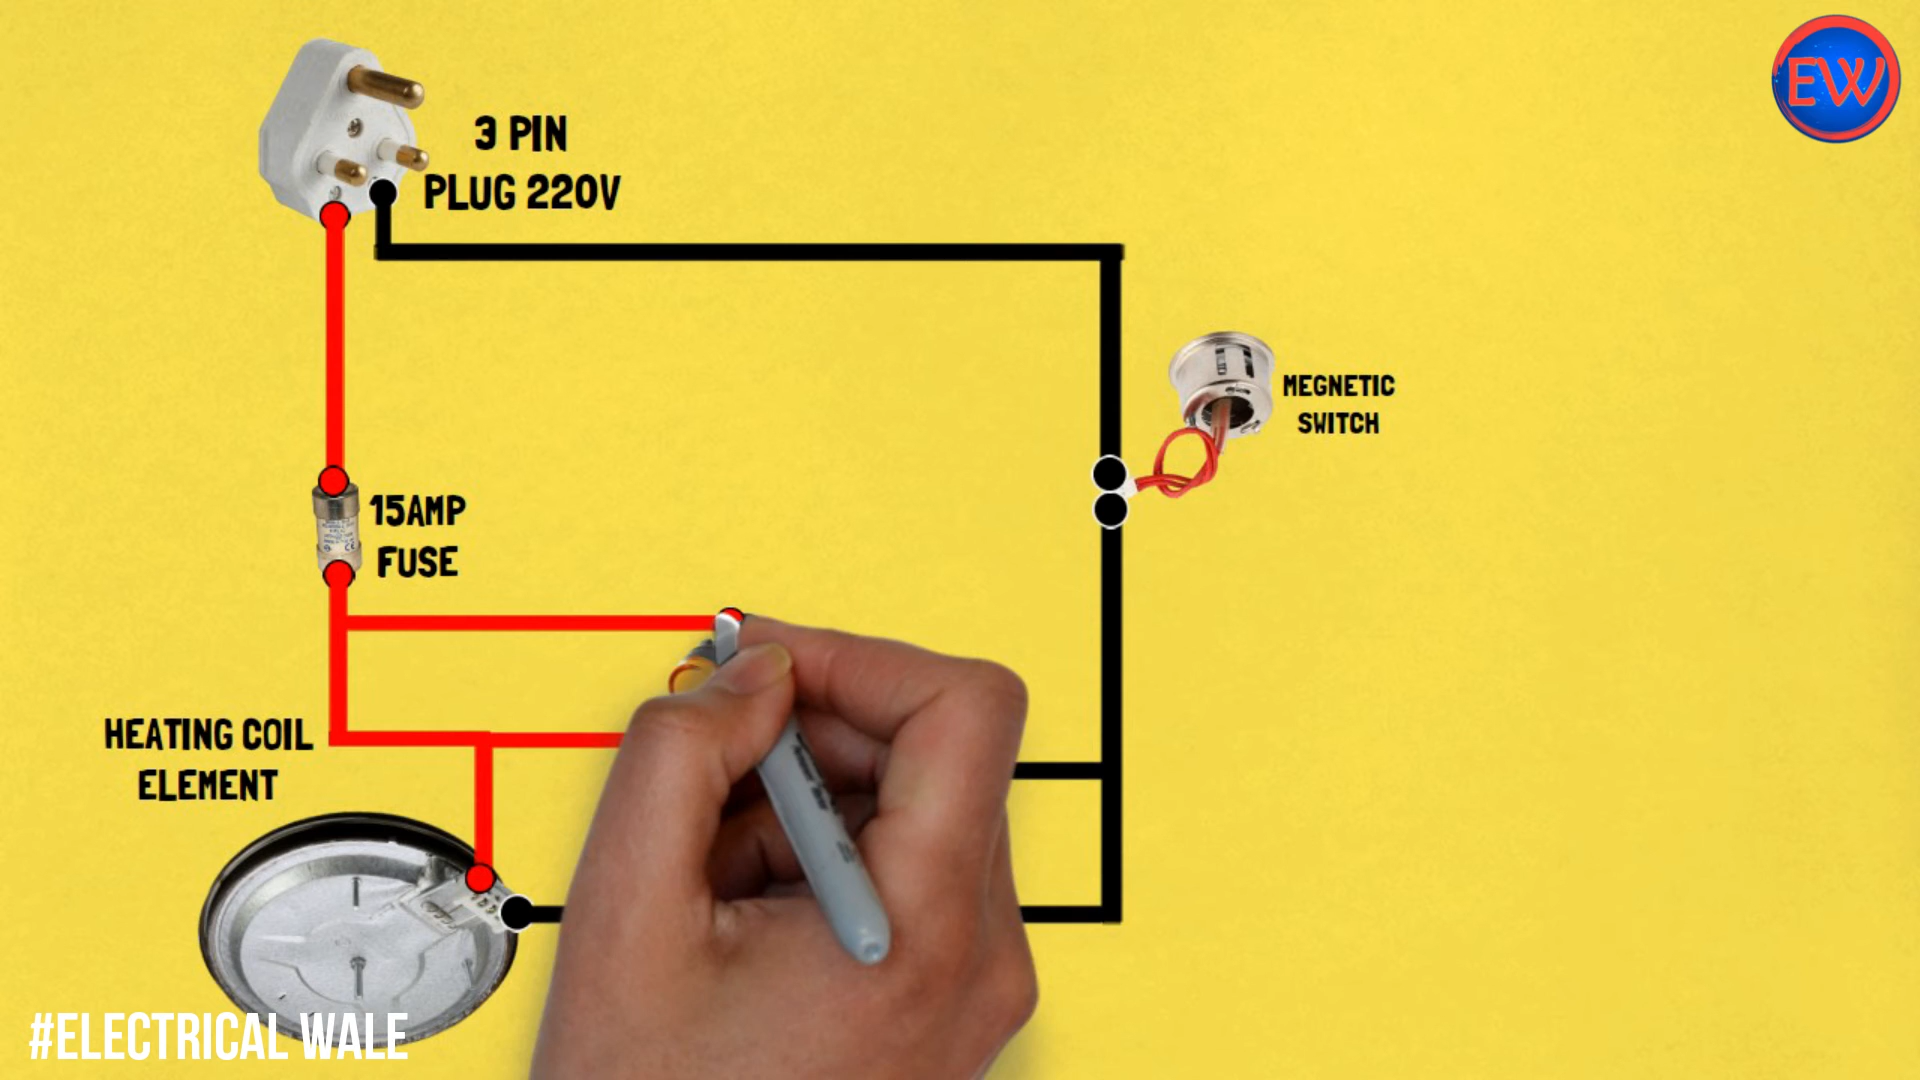 EW
3 PIN
PLUG 220V
MEGNETIC
SWITCH
15AMP
FUSE
HEATING COIL
ELEMENT
#ELECTRICAL WALE